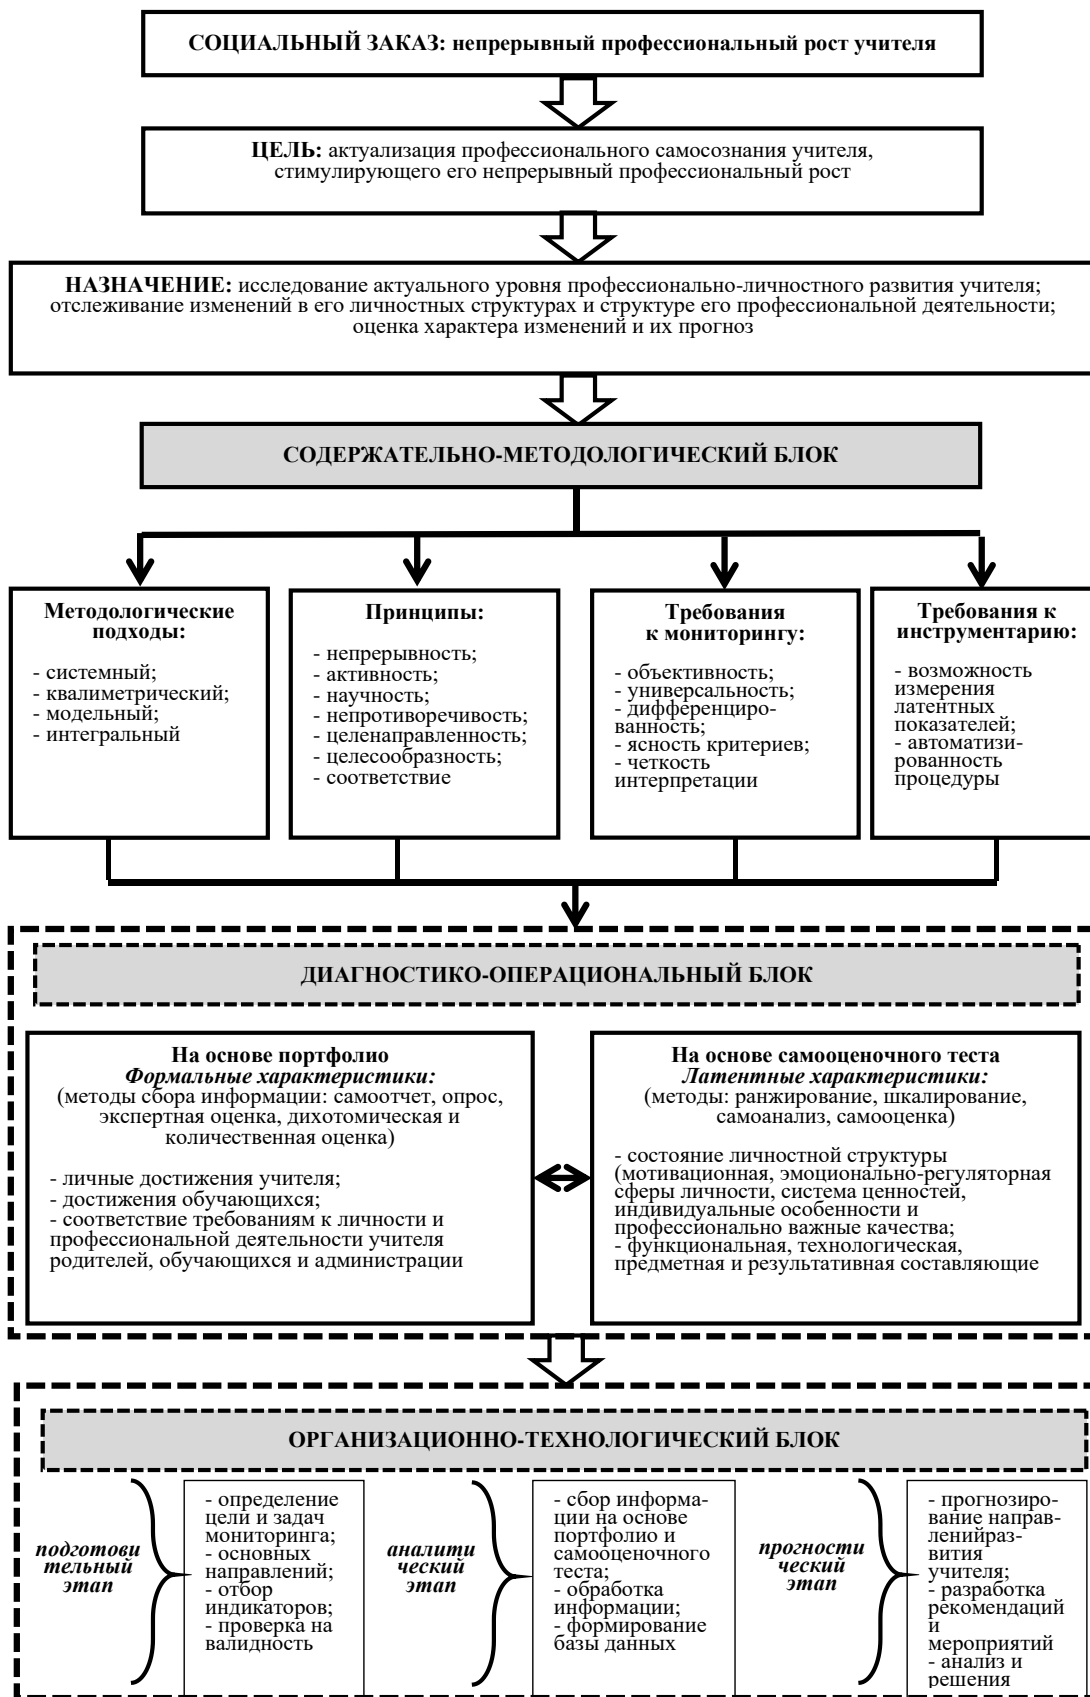 СОЦИАЛЬНЫЙ ЗАКАЗ: непрерывный профессиональный рост учителя
ЦЕЛЬ: актуализация профессионального самосознания учителя,
стимулирующего его непрерывный профессиональный рост
НАЗНАЧЕНИЕ: исследование актуального уровня профессионально-личностного развития учителя;
отслеживание изменений в его личностных структурах и структуре его профессиональной деятельности;
оценка характера изменений и их прогноз
СОДЕРЖАТЕЛЬНО-МЕТОДОЛОГИЧЕСКИЙ БЛОК
Методологические
подходы:
- системный;
- квалиметрический;
- модельный;
- интегральный
Принципы:
- непрерывность;
- активность;
- научность;
- непротиворечивость;
- целенаправленность;
- целесообразность;
- соответствие
Требования
к мониторингу:
- объективность;
- универсальность;
- дифференциро-
ванность;
- ясность критериев;
- четкость
интерпретации
Требования к
инструментарию:
- возможность
измерения
латентных
показателей;
- автоматизи-
рованность
процедуры
ДИАГНОСТИКО-ОПЕРАЦИОНАЛЬНЫЙ БЛОК
На основе портфолио
Формальные характеристики:
(методы сбора информации: самоотчет, опрос,
экспертная оценка, дихотомическая и
количественная оценка)
- личные достижения учителя;
- достижения обучающихся;
- соответствие требованиям к личности и
профессиональной деятельности учителя
родителей, обучающихся и администрации
На основе самооценочного теста
Латентные характеристики:
(методы: ранжирование, шкалирование,
самоанализ, самооценка)
- состояние личностной структуры
(мотивационная, эмоционально-регуляторная
сферы личности, система ценностей,
индивидуальные особенности и
профессионально важные качества;
- функциональная, технологическая,
предметная и результативная составляющие
ОРГАНИЗАЦИОННО-ТЕХНОЛОГИЧЕСКИЙ БЛОК
подготови
тельный
этап
- определение
цели и задач
мониторинга;
- основных
направлений;
- отбор
индикаторов;
- проверка на
валидность
аналити
ческий
этап
- сбор информа-
ции на основе
портфолио и
самооценочного
теста;
- обработка
информации;
- формирование
базы данных
прогности
ческий
этап
- прогнозиро-
вание направ-
ленийраз-
вития
учителя;
- разработка
рекомендаций
и
мероприятий
- анализ и
решения